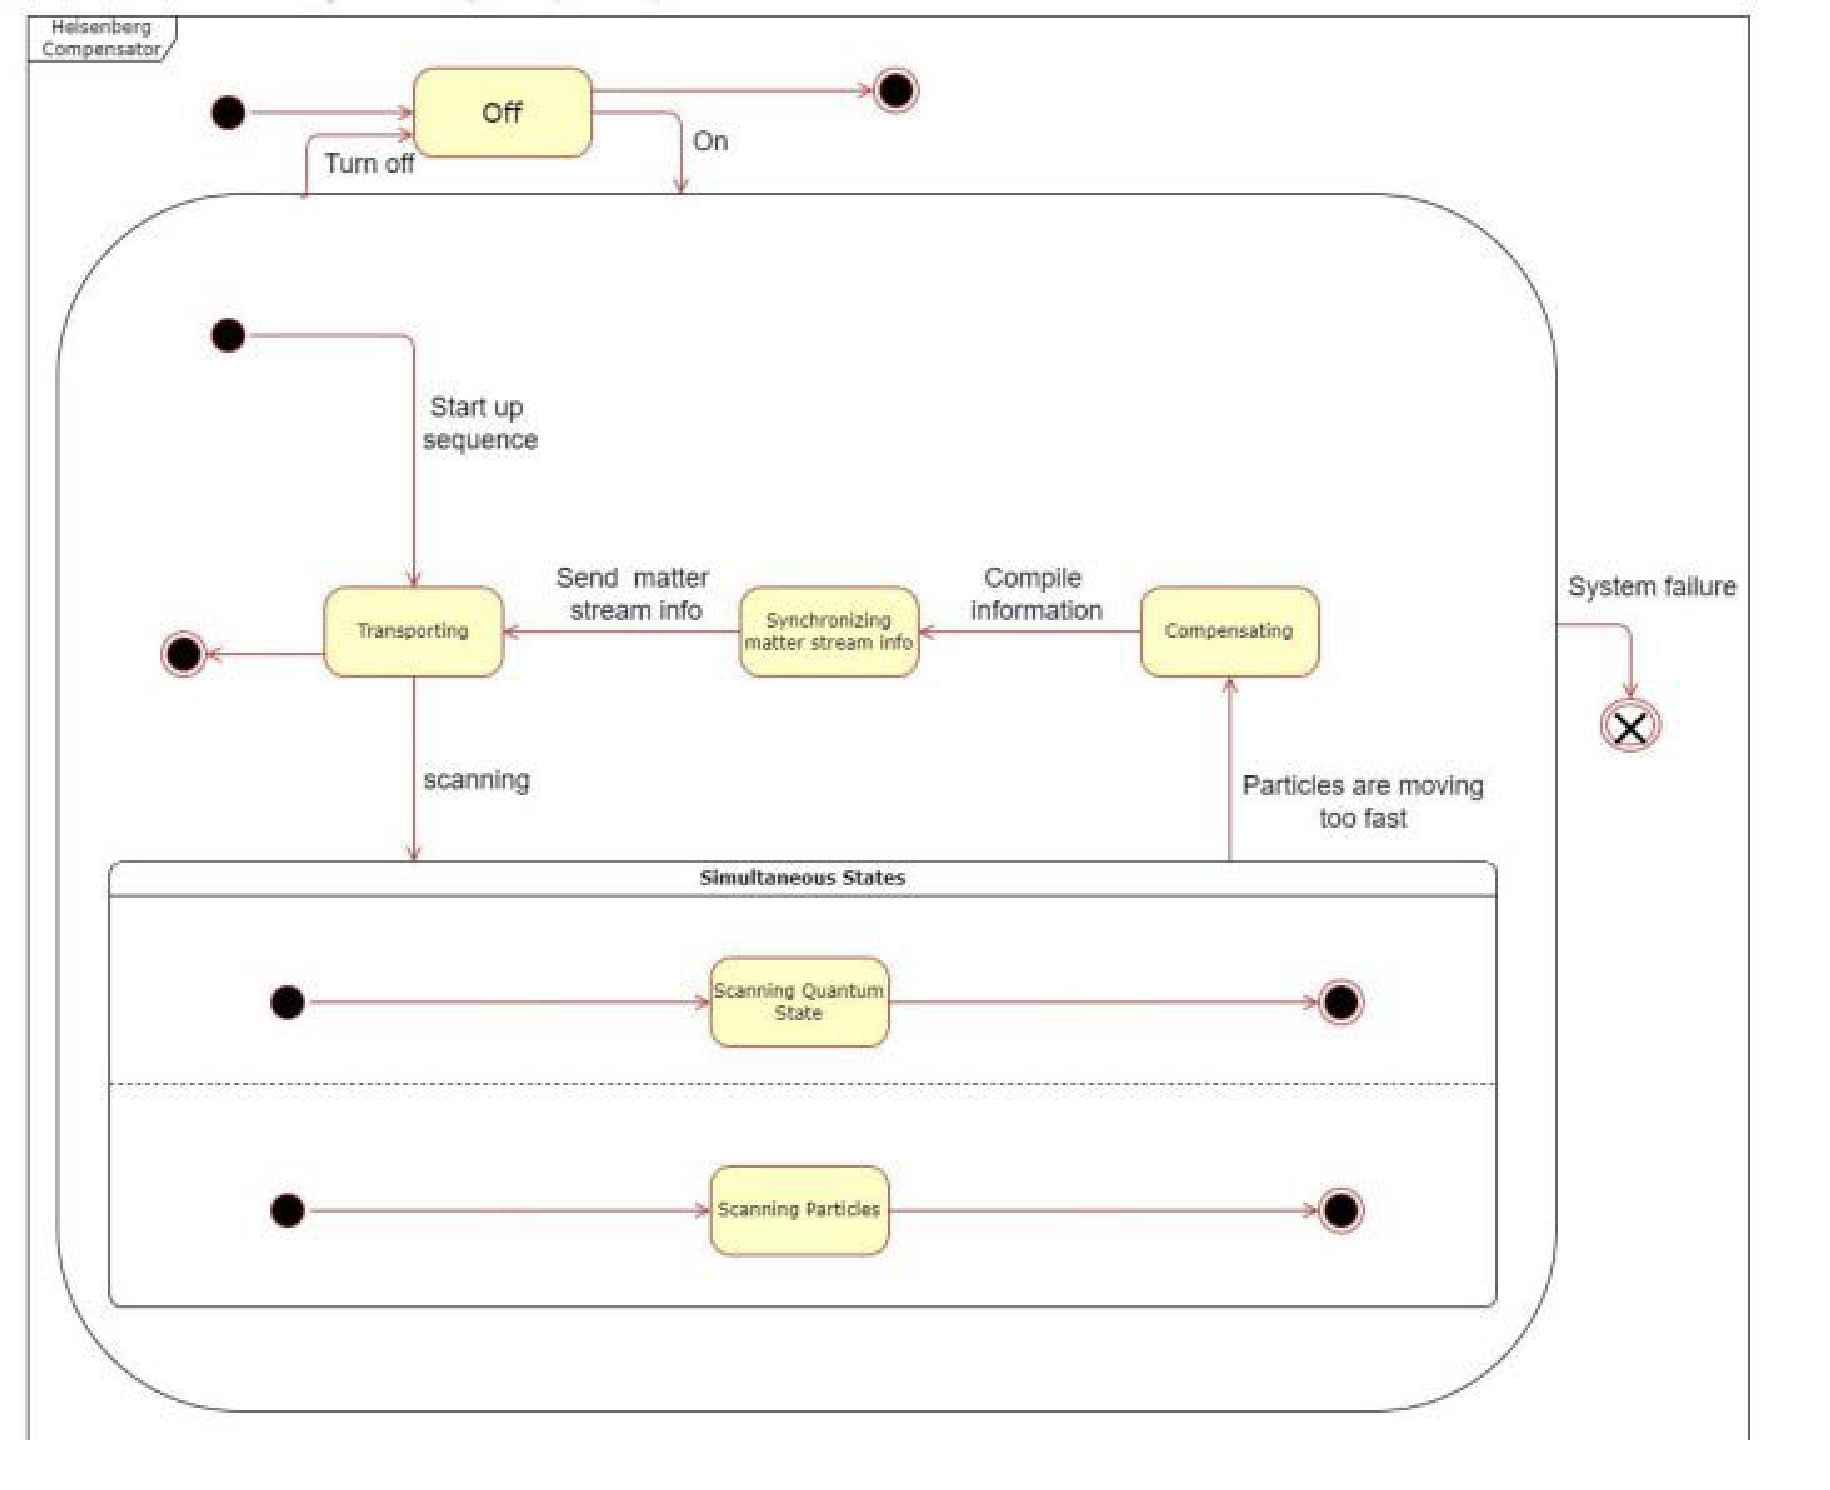 Heisenberg
Compensator
Off
On
Turn off
Start up
sequence
Send matter
stream info
Compile
information
System failure
Transporting
Synchronizing
matter stream info
Compensating
scanning
Particles are moving
too fast
Simultaneous States
Scanning Quantum
State
Scanning Particles